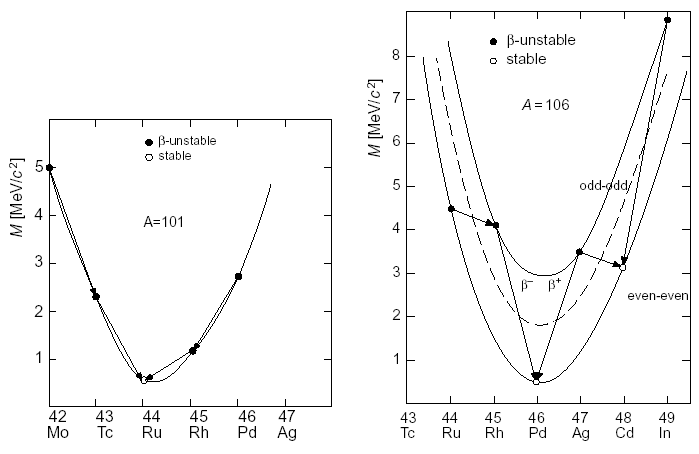 M [MeV/c²]
5
4
3
2
1
β-unstable
stable
A=101
42 43 44 45 46 47
Mo Tc Ru Rh Pd Ag
M [MeV/c²]
8
7
6
5
4
3
2
1
β-unstable
stable
A = 106
odd-odd
β⁻ β⁺
even-even
43 44 45 46 47 48 49
Tc Ru Rh Pd Ag Cd In